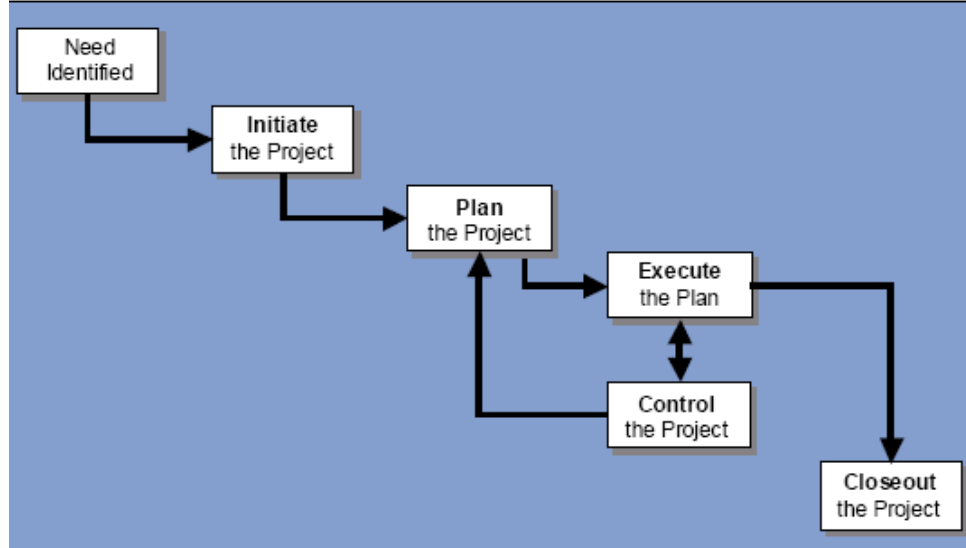 Need
Identified
Initiate
the Project
Plan
the Project
Execute
the Plan
Control
the Project
Closeout
the Project